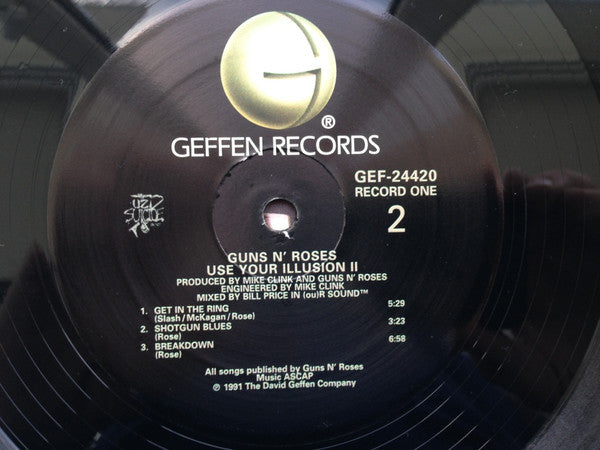 ®
GEFFEN RECORDS
GEF-24420
RECORD ONE
2
UZI
SUICIDE
GUNS N' ROSES
USE YOUR ILLUSION II
PRODUCED BY MIKE CLINK AND GUNS N' ROSES
ENGINEERED BY MIKE CLINK
MIXED BY BILL PRICE IN (ou)R SOUND™
1. GET IN THE RING 5:29
(Slash/McKagan/Rose)
2. SHOTGUN BLUES 3:23
(Rose)
3. BREAKDOWN 6:58
(Rose)
All songs published by Guns N' Roses
Music ASCAP
℗ 1991 The David Geffen Company